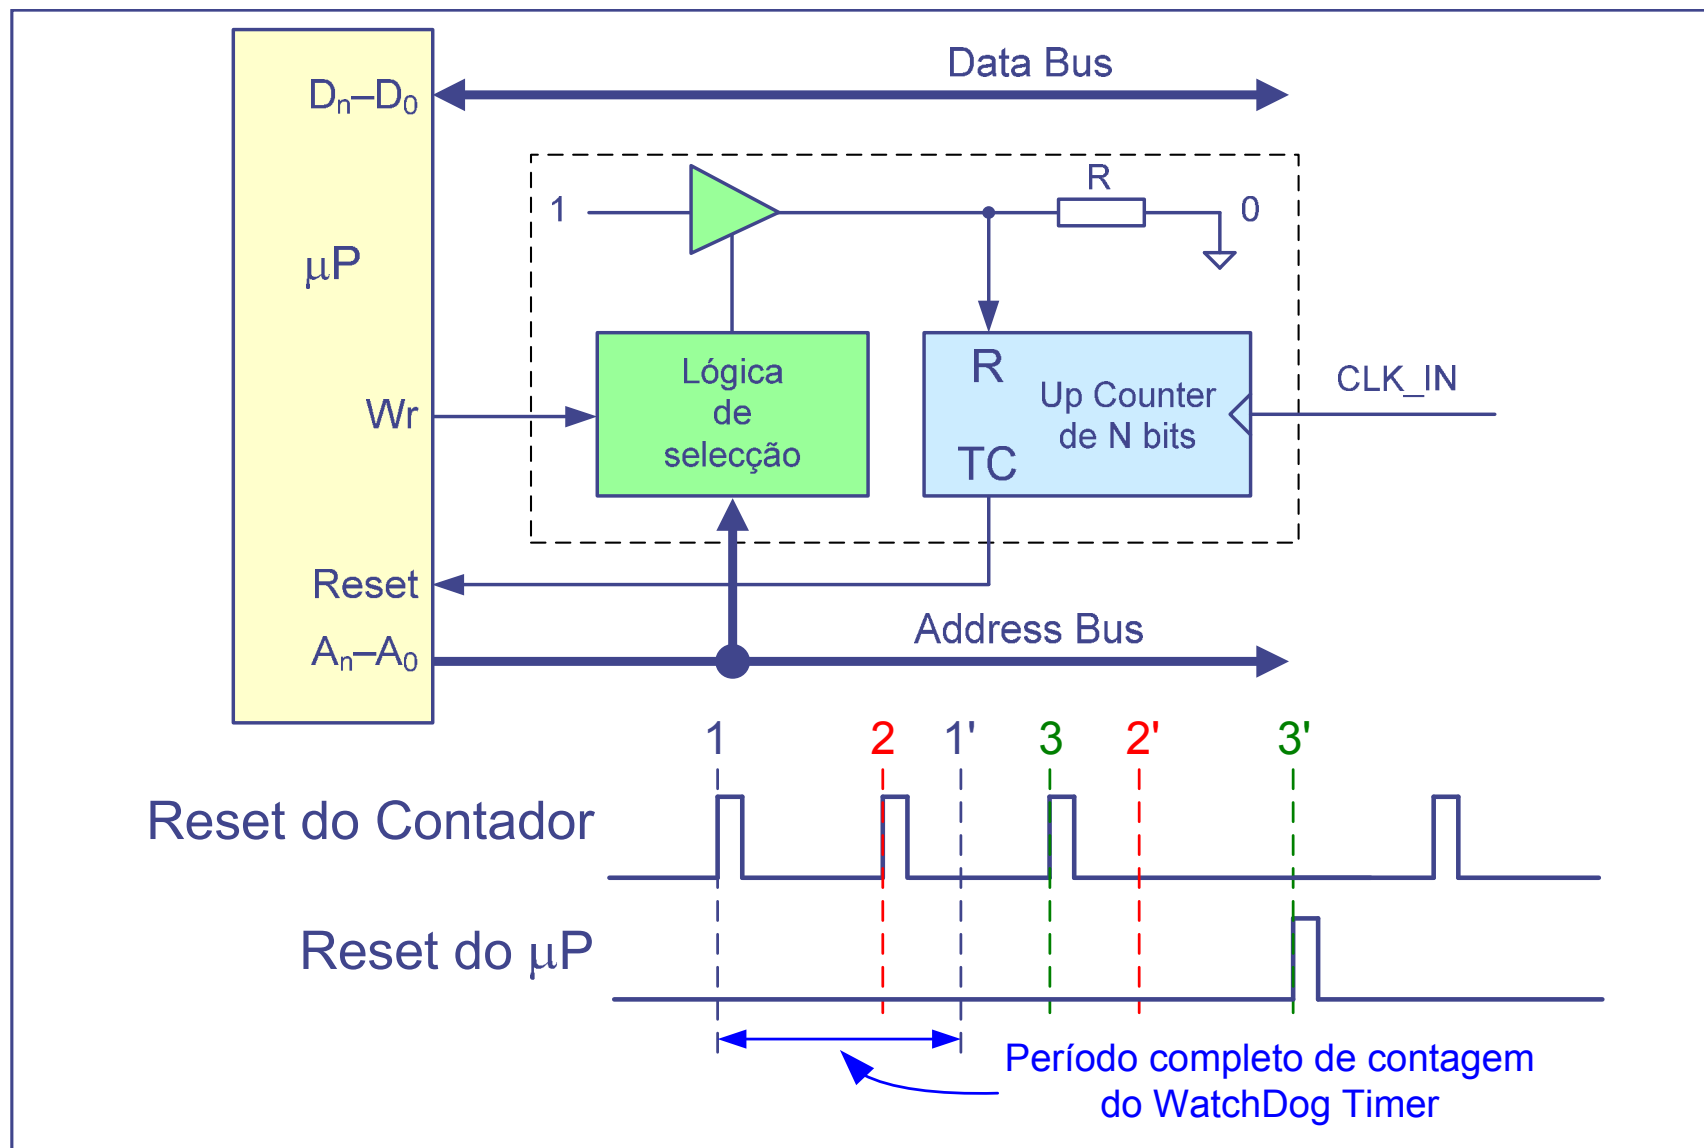 Data Bus
Dn–D0
1
R
0
μP
Lógica
de
selecção
R
Up Counter
de N bits
TC
CLK_IN
Wr
Reset
An–A0
Address Bus
1 2 1' 3 2' 3'
Reset do Contador
Reset do μP
Período completo de contagem
do WatchDog Timer